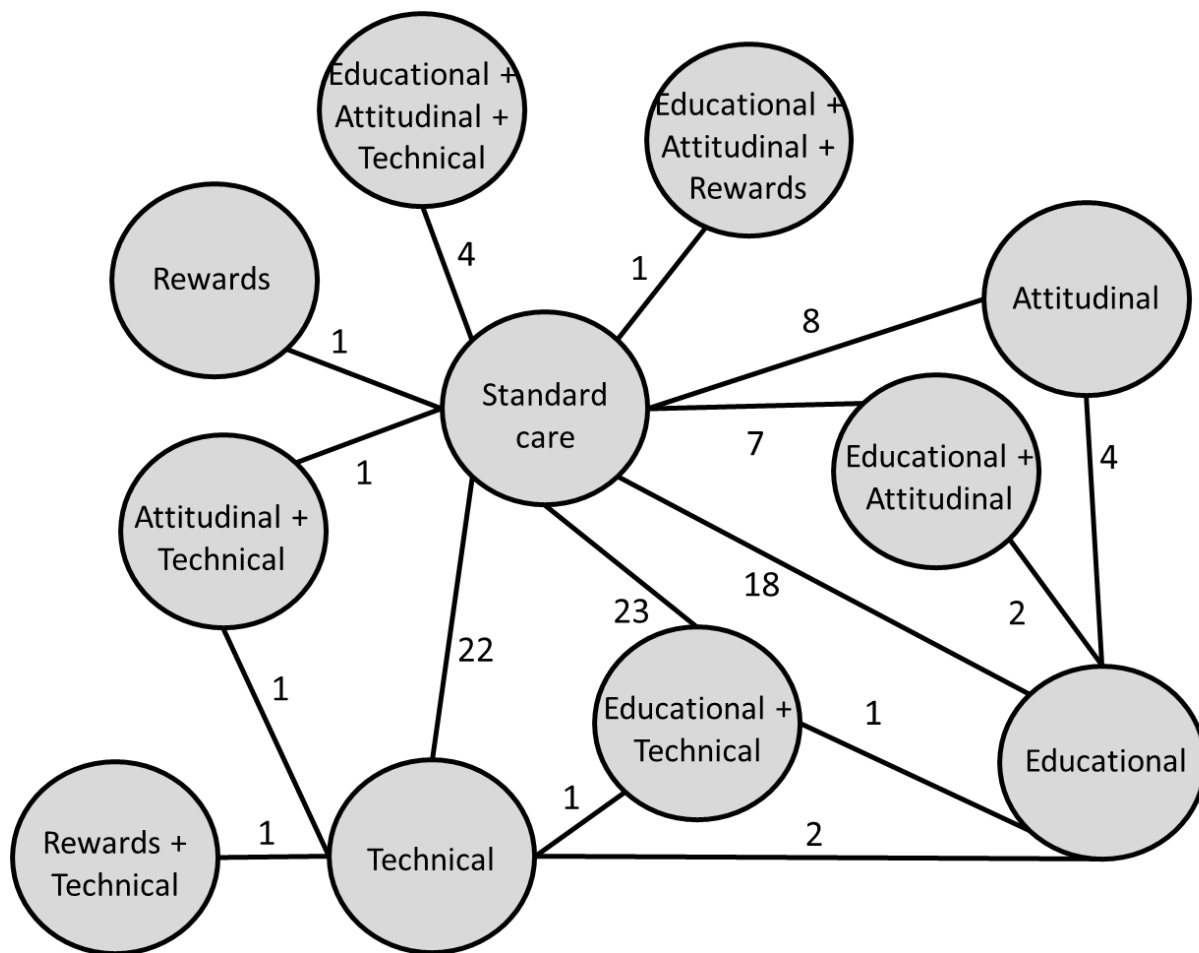 Educational +
Attitudinal +
Technical
Educational +
Attitudinal +
Rewards
Rewards
4
1
Attitudinal
8
1
Standard
care
7
Educational +
Attitudinal
4
1
Attitudinal +
Technical
18
23
2
22
1
Educational +
Technical
1
Educational
1
1
2
Rewards +
Technical
Technical